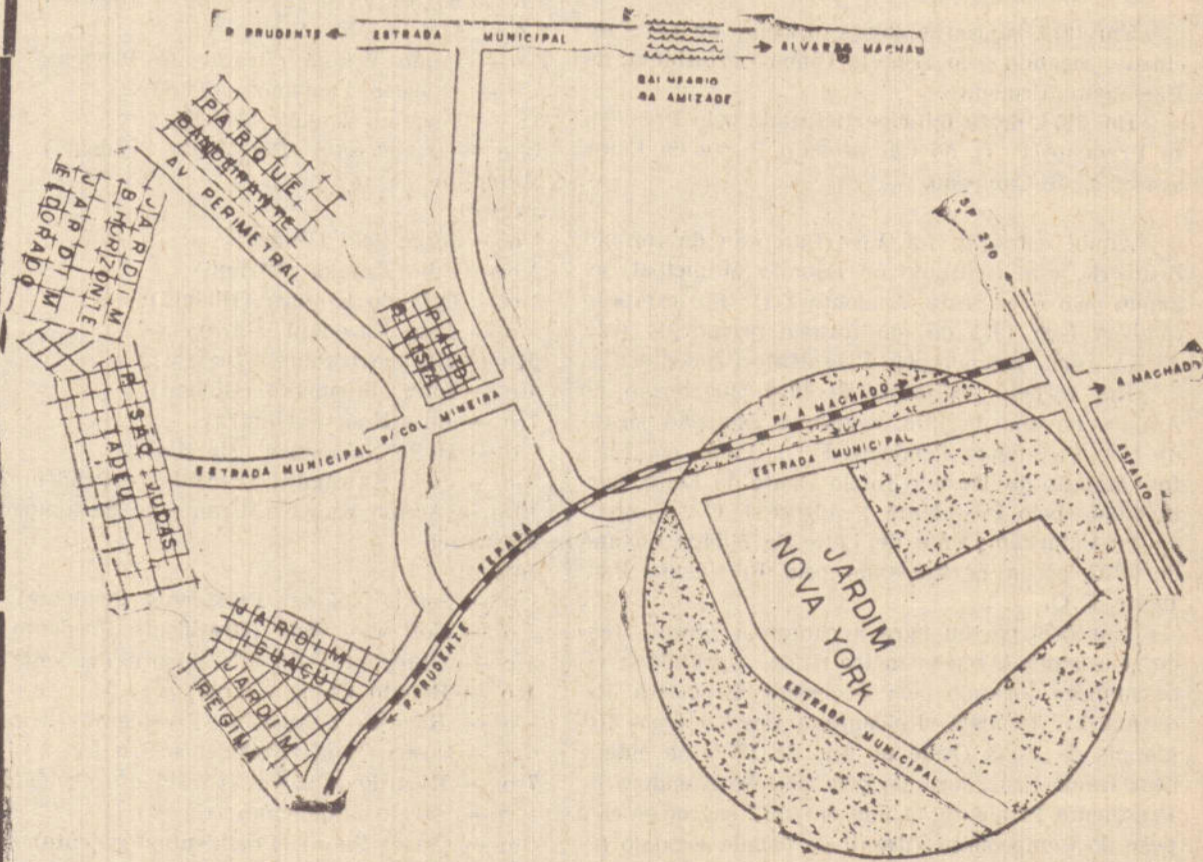 P. PRUDENTE ESTRADA MUNICIPAL ALVARES MACHADO
BALNEARIO
DA AMIZADE
PARQUE
BANDEIRANTE
AV PERIMETRAL
JARDIM
B. HORIZONTE
JARDIM
ELDORADO
SP 270
P. ALTO
B. VISTA
A MACHADO
P/ A MACHADO
ESTRADA MUNICIPAL P/ COL MINEIRA
ESTRADA MUNICIPAL
P. SÃO JUDAS
TADEU
ASFALTO
FEPASA
JARDIM
NOVA YORK
P. PRUDENTE
JARDIM
IGUAÇU
JARDIM
REGINA
ESTRADA MUNICIPAL